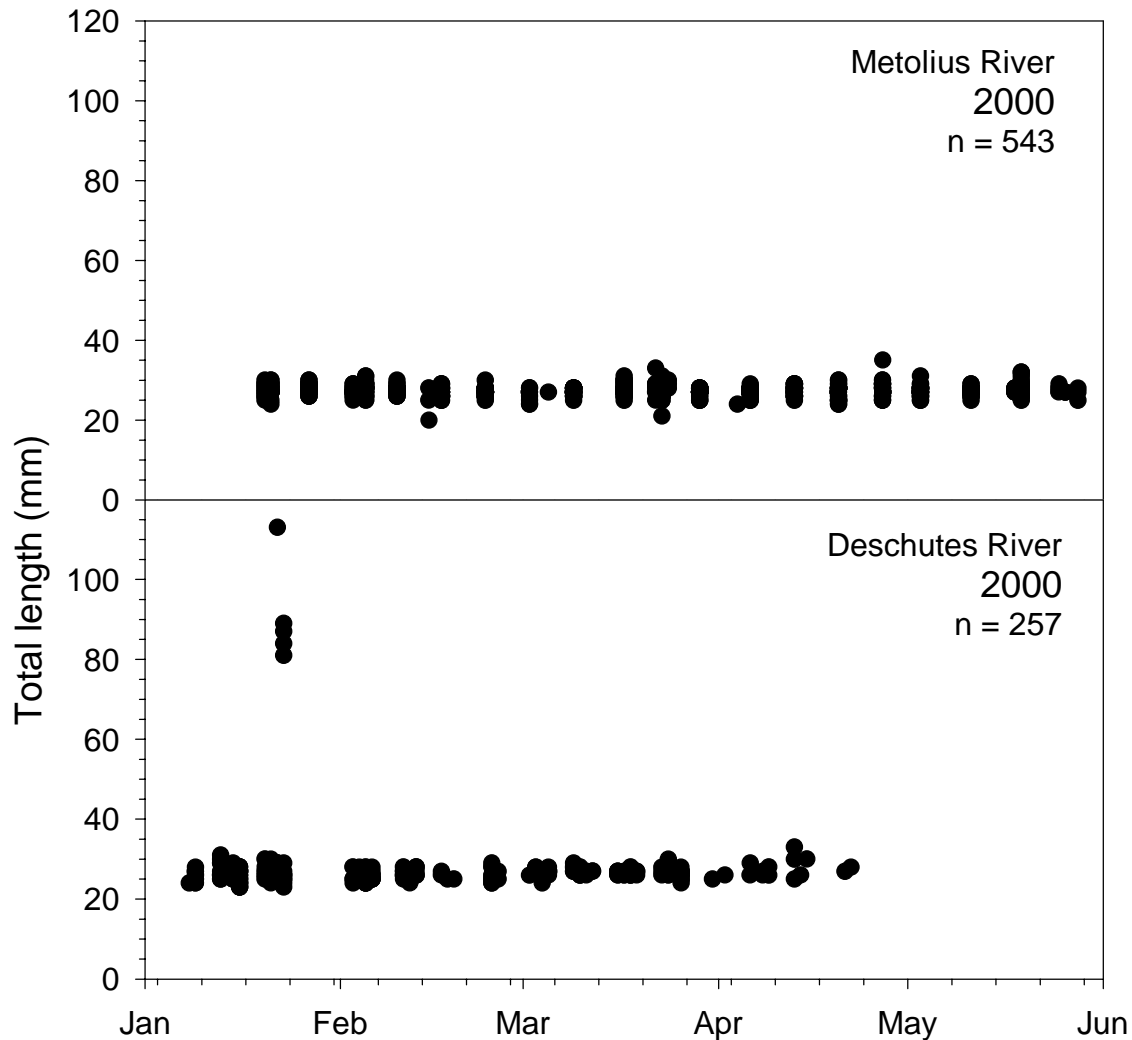 120
100
80
60
40
20
0
Metolius River
2000
n = 543
Total length (mm)
100
80
60
40
20
0
Deschutes River
2000
n = 257
Jan Feb Mar Apr May Jun